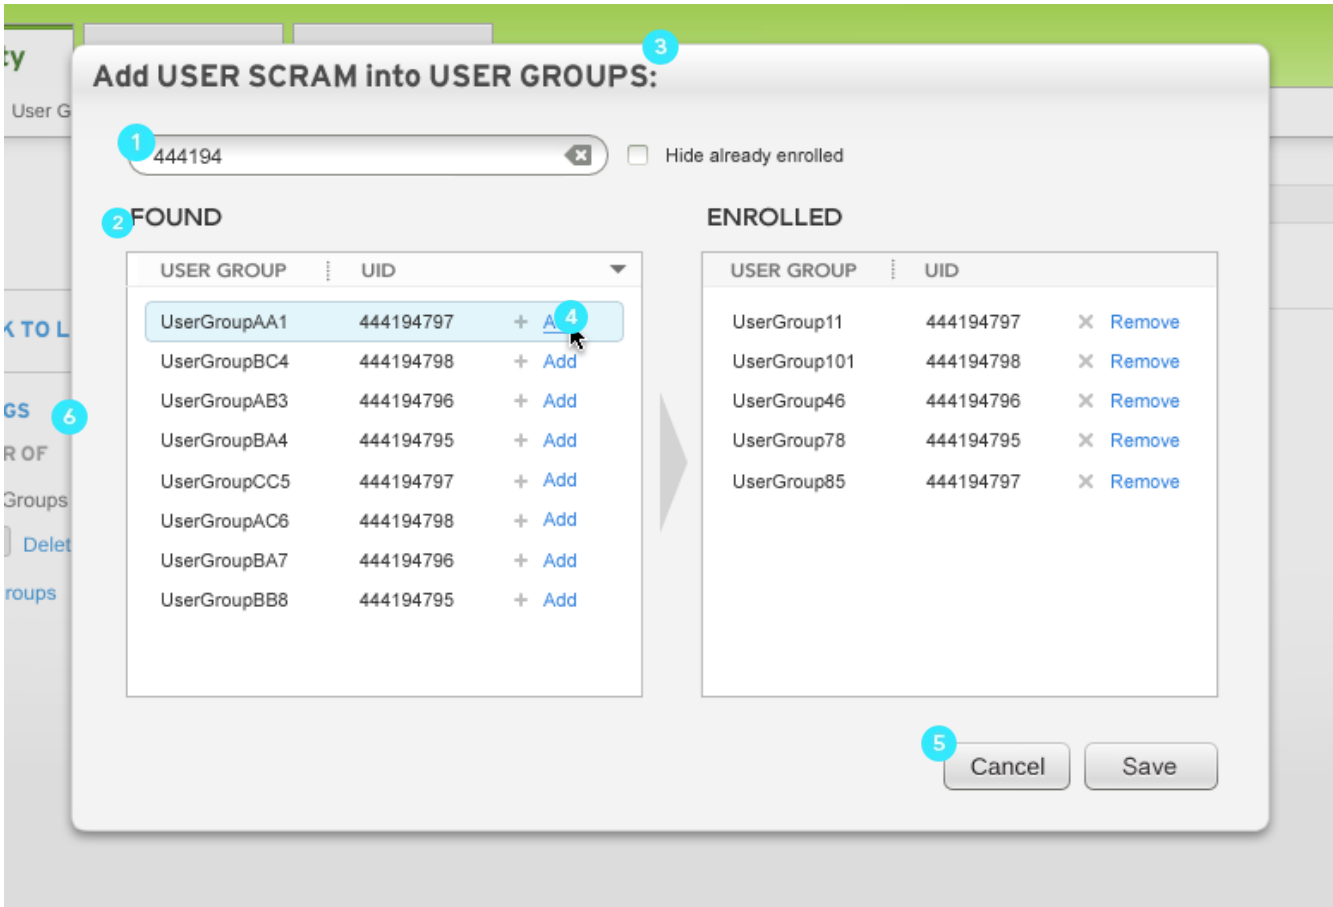 ty
3
Add USER SCRAM into USER GROUPS:
User G
1
444194
Hide already enrolled
2
FOUND
ENROLLED
USER GROUP UID
USER GROUP UID
UserGroupAA1 444194797 + A 4
UserGroup11 444194797 × Remove
K TO L
UserGroupBC4 444194798 + Add
UserGroup101 444194798 × Remove
UserGroupAB3 444194796 + Add
UserGroup46 444194796 × Remove
GS
6
UserGroupBA4 444194795 + Add
UserGroup78 444194795 × Remove
R OF
UserGroupCC5 444194797 + Add
UserGroup85 444194797 × Remove
Groups
UserGroupAC6 444194798 + Add
Delet
UserGroupBA7 444194796 + Add
roups
UserGroupBB8 444194795 + Add
5
Cancel
Save